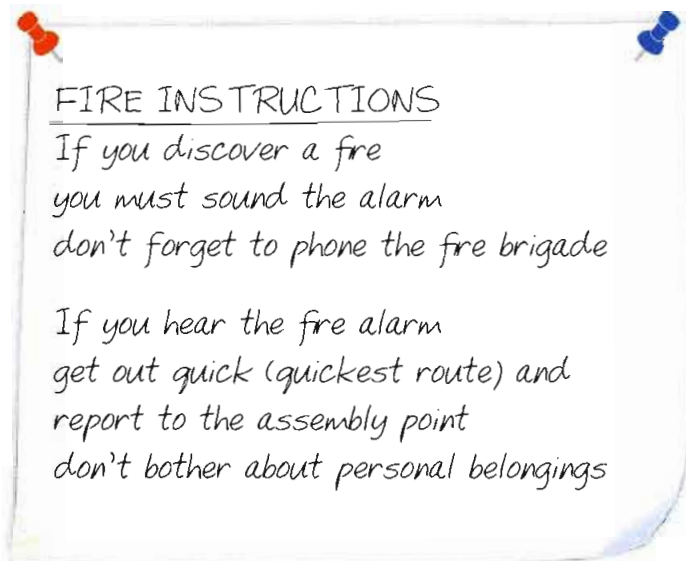 FIRE INSTRUCTIONS
If you discover a fire
you must sound the alarm
don't forget to phone the fire brigade
If you hear the fire alarm
get out quick (quickest route) and
report to the assembly point
don't bother about personal belongings